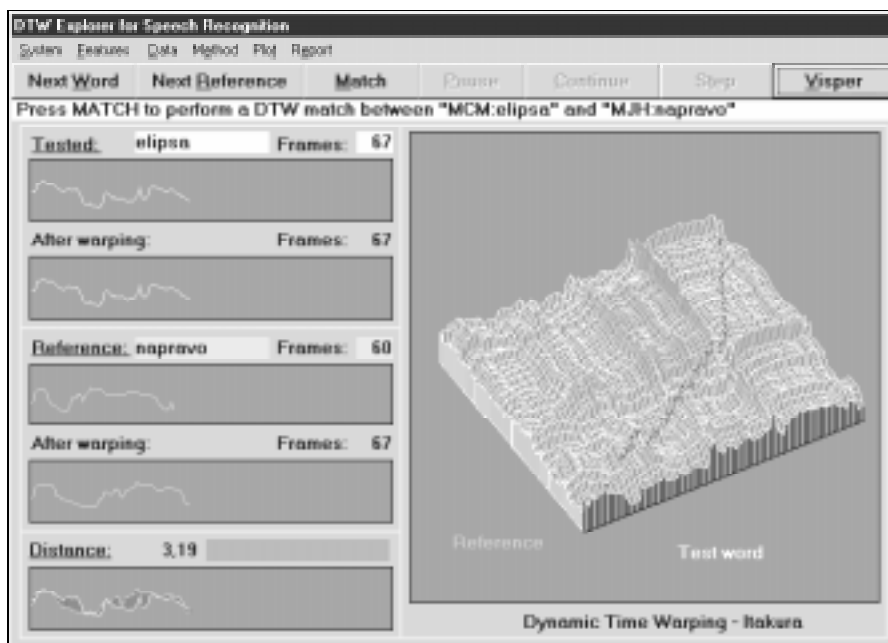 DTW Explorer for Speech Recognition
System Features Data Method Plot Report
Next Word Next Reference Match Pause Continue Step Visper
Press MATCH to perform a DTW match between "MCM:elipsa" and "MJH:napravo"
Tested: elipsa Frames: 67
After warping: Frames: 67
Reference: napravo Frames: 60
After warping: Frames: 67
Distance: 3,19
Reference
Test word
Dynamic Time Warping - Itakura